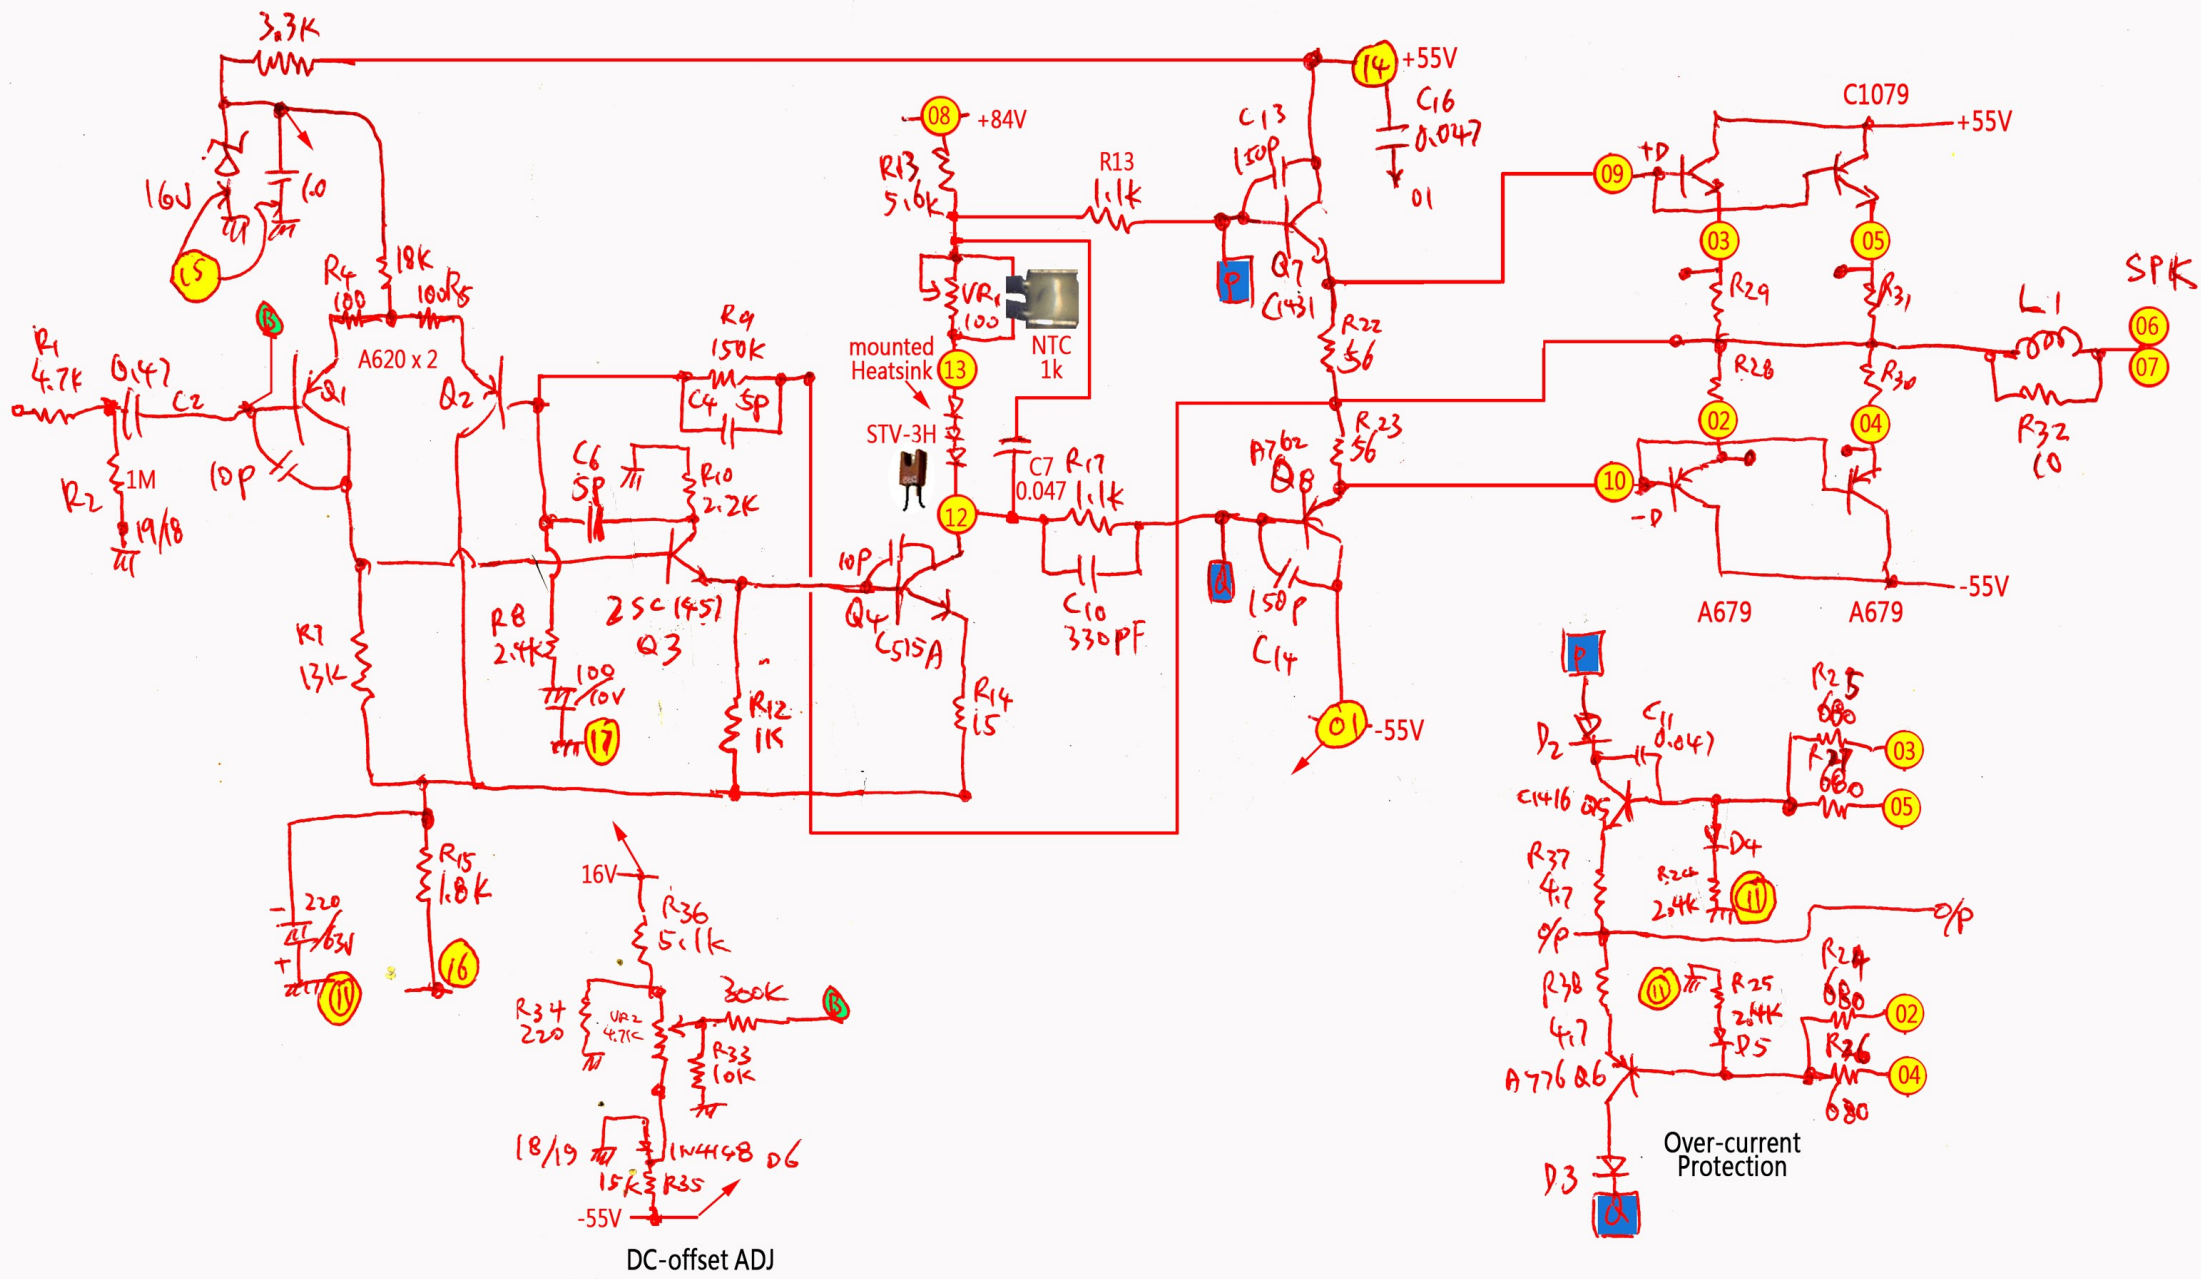 3.3K
14
+55V
C16
0.047
01
08
+84V
C13
150P
C1079
+55V
R13
5.6K
R13
1.1K
09
+D
16V
1.0
15
18K
R4
100
100
R5
B
A620 x 2
Q1
Q2
R1
4.7K
0.47
C2
10P
1M
R2
19/18
R9
150K
C4
5P
C6
5P
R10
2.2K
mounted
Heatsink
13
STV-3H
12
VR1
100
NTC
1k
C7
0.047
R17
1.1K
C10
330PF
P
Q7
C1431
R22
56
R23
56
A762
Q8
Q
150P
C14
01
-55V
03
05
R29
R31
R28
R30
02
04
10
-D
L1
R32
10
SPK
06
07
-55V
A679
A679
R7
13K
R8
2.4K
100
/10V
17
2SC1457
Q3
R12
1K
10P
Q4
C515A
R14
15
220
/63V
-
+
11
R15
1.8K
16
16V
R36
5.1K
R34
220
VR2
4.7K
300K
B
R33
10K
18/19
1N4148
D6
15K
R35
-55V
DC-offset ADJ
P
D2
C11
0.047
C1416
Q5
R25
680
R27
680
03
05
D4
2.4K
11
R37
4.7
O/P
O/P
R38
4.7
11
R25
2.4K
D5
R24
680
02
R26
04
680
A776
Q6
D3
Q
Over-current
Protection